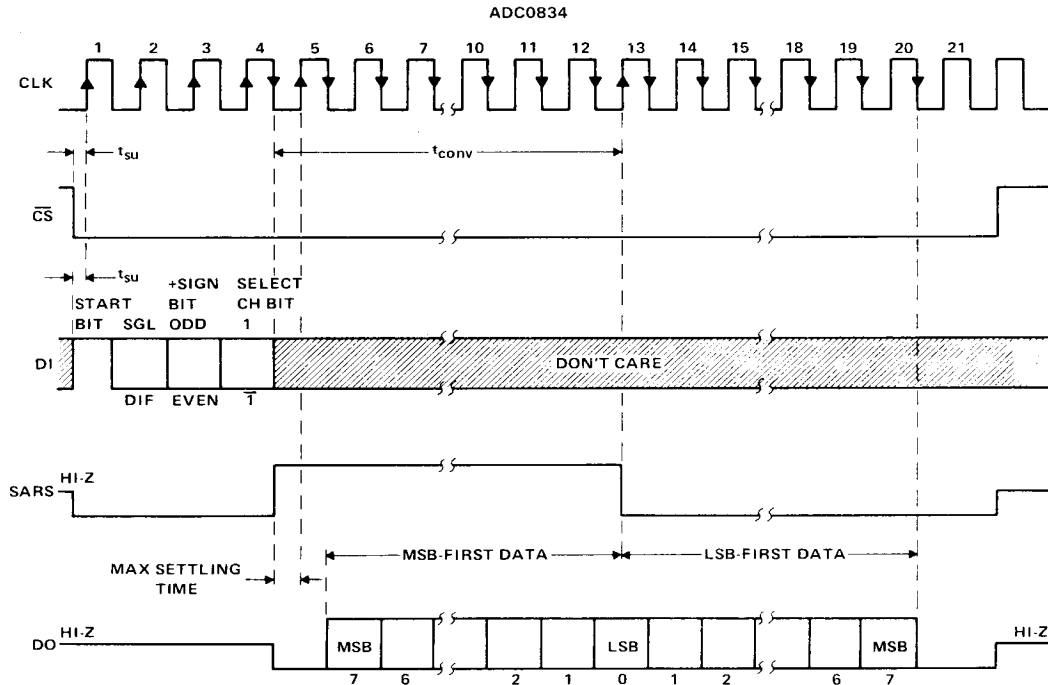 ADC0834
1 2 3 4 5 6 7 10 11 12 13 14 15 18 19 20 21
CLK
tsu
tconv
CS
tsu
START BIT
SGL
+SIGN BIT ODD
SELECT CH BIT 1
DI
DON'T CARE
DIF EVEN 1
HI-Z
SARS
MSB-FIRST DATA
LSB-FIRST DATA
MAX SETTLING
TIME
HI-Z
HI-Z
DO
MSB
LSB
MSB
7 6 2 1 0 1 2 6 7